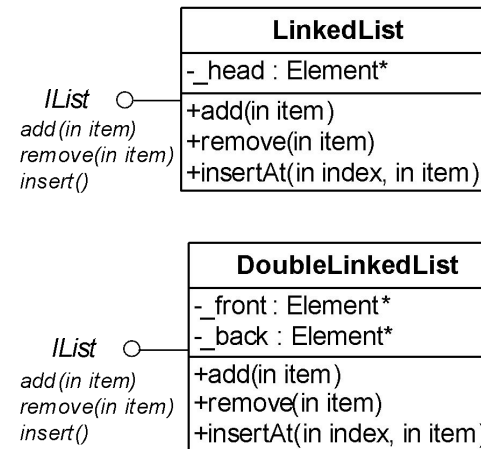 LinkedList
-_head : Element*
IList
add(in item)
remove(in item)
insert()
+add(in item)
+remove(in item)
+insertAt(in index, in item)
DoubleLinkedList
-_front : Element*
-_back : Element*
IList
add(in item)
remove(in item)
insert()
+add(in item)
+remove(in item)
+insertAt(in index, in item)